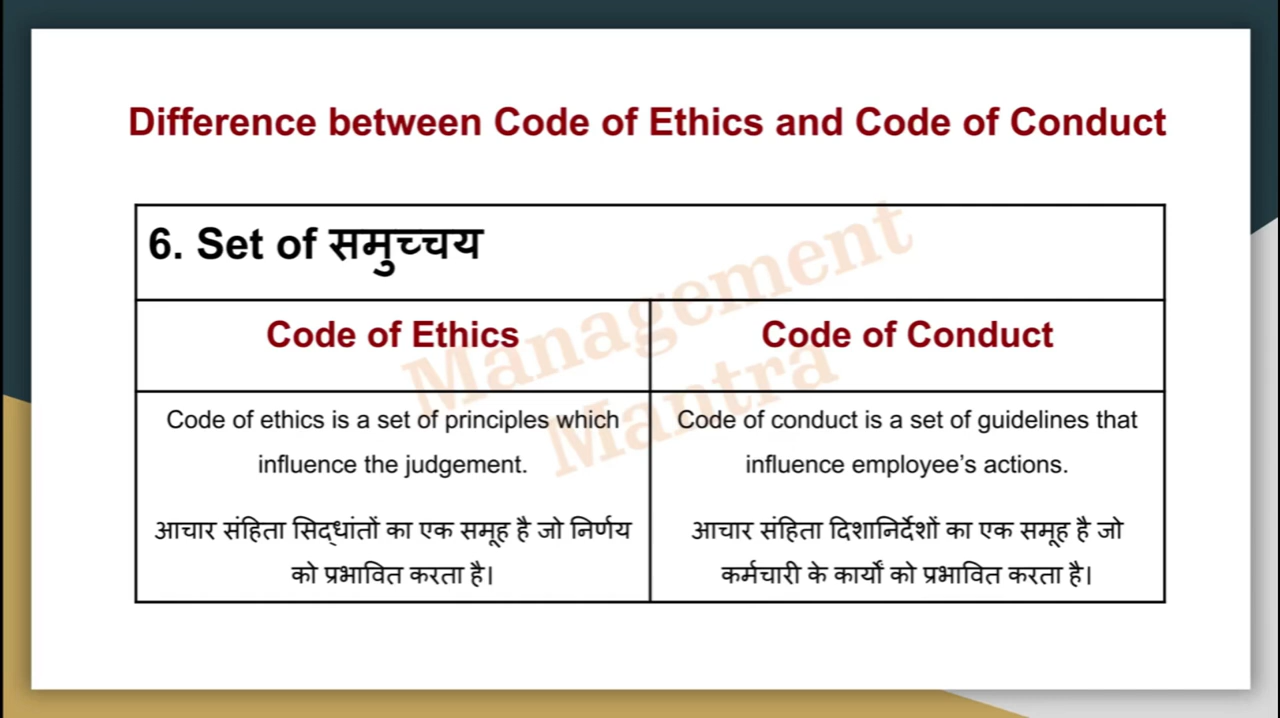 Difference between Code of Ethics and Code of Conduct
6. Set of समुच्चय
Code of Ethics
Code of Conduct
Code of ethics is a set of principles which
influence the judgement.
आचार संहिता सिद्धांतों का एक समूह है जो निर्णय
को प्रभावित करता है।
Code of conduct is a set of guidelines that
influence employee’s actions.
आचार संहिता दिशानिर्देशों का एक समूह है जो
कर्मचारी के कार्यों को प्रभावित करता है।
Management
Mantra